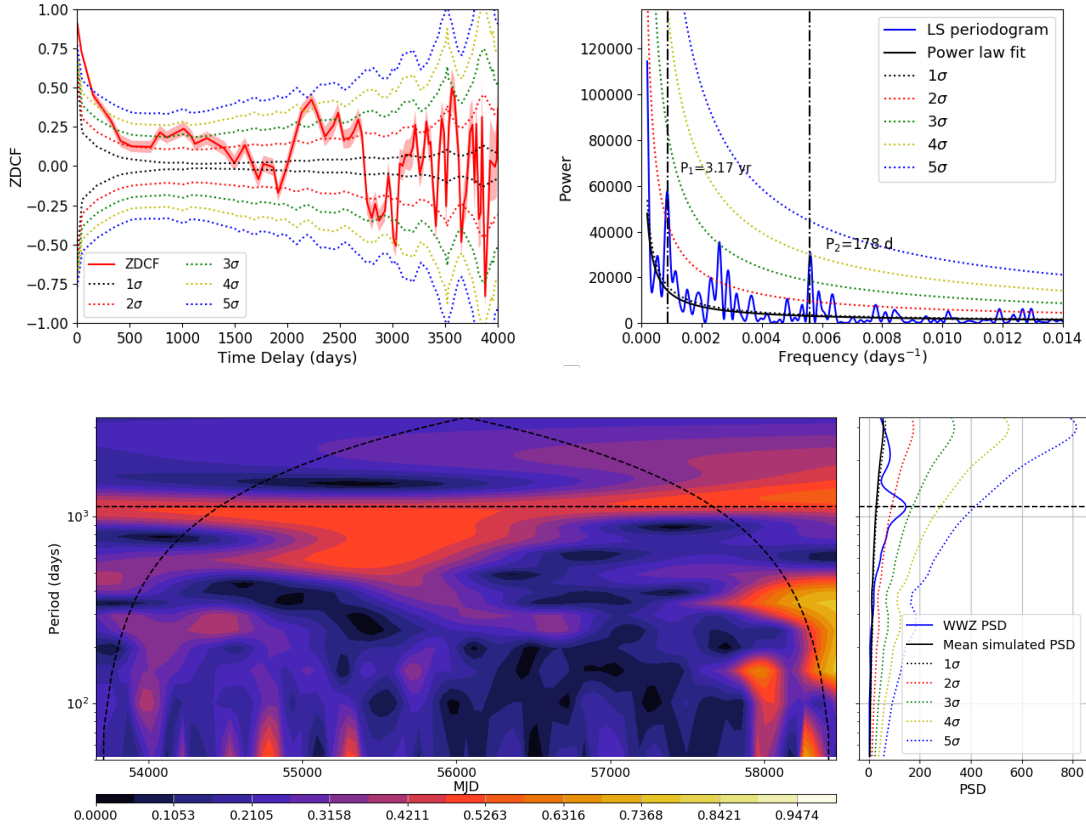 1.00
0.75
0.50
0.25
0.00
−0.25
−0.50
−0.75
−1.00
ZDCF
0 500 1000 1500 2000 2500 3000 3500 4000
Time Delay (days)
ZDCF
1σ
2σ
3σ
4σ
5σ
120000
100000
80000
60000
40000
20000
0
Power
0.000 0.002 0.004 0.006 0.008 0.010 0.012 0.014
Frequency (days⁻¹)
P₁=3.17 yr
P₂=178 d
LS periodogram
Power law fit
1σ
2σ
3σ
4σ
5σ
Period (days)
10³
10²
54000 55000 56000 57000 58000
MJD
0.0000 0.1053 0.2105 0.3158 0.4211 0.5263 0.6316 0.7368 0.8421 0.9474
WWZ PSD
Mean simulated PSD
1σ
2σ
3σ
4σ
5σ
0 200 400 600 800
PSD